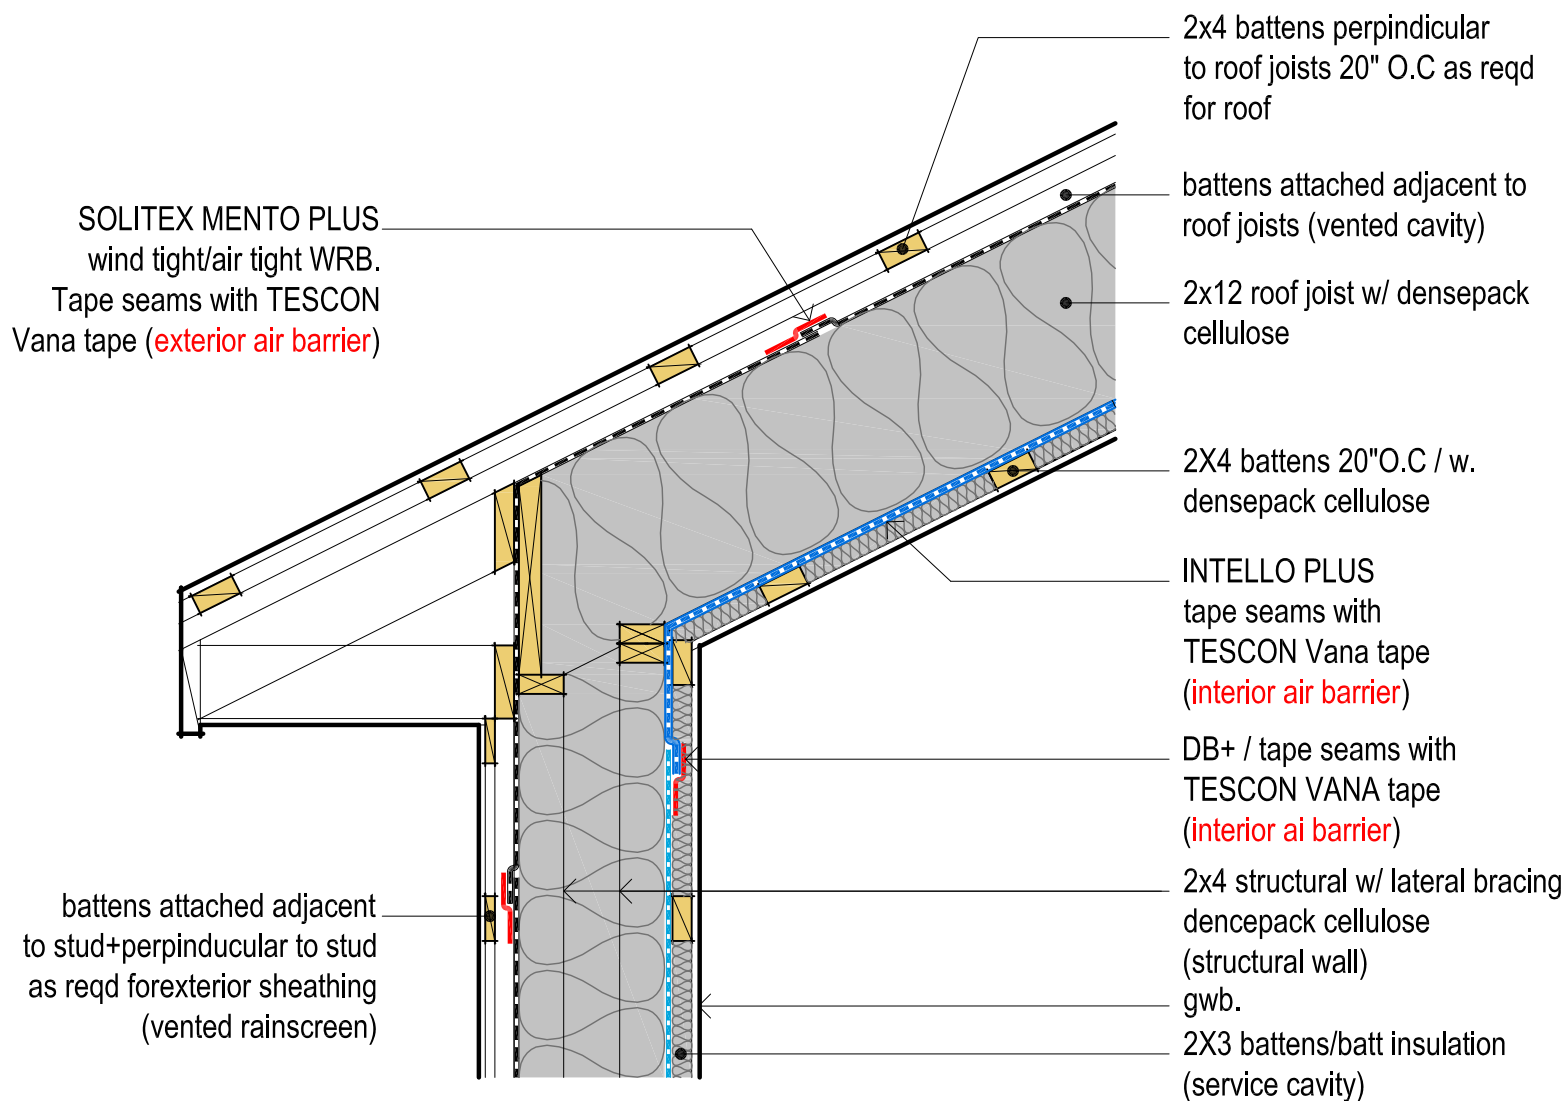 2x4 battens perpindicular
to roof joists 20" O.C as reqd
for roof
battens attached adjacent to
roof joists (vented cavity)
2x12 roof joist w/ densepack
cellulose
2X4 battens 20"O.C / w.
densepack cellulose
INTELLO PLUS
tape seams with
TESCON Vana tape
(interior air barrier)
DB+ / tape seams with
TESCON VANA tape
(interior ai barrier)
2x4 structural w/ lateral bracing
dencepack cellulose
(structural wall)
gwb.
2X3 battens/batt insulation
(service cavity)
SOLITEX MENTO PLUS
wind tight/air tight WRB.
Tape seams with TESCON
Vana tape (exterior air barrier)
battens attached adjacent
to stud+perpinducular to stud
as reqd forexterior sheathing
(vented rainscreen)